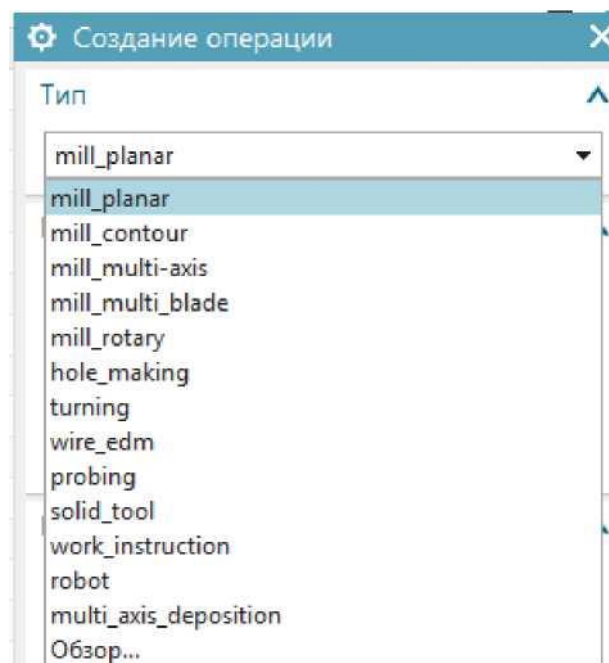 Создание операции
Тип
mill_planar
mill_planar
mill_contour
mill_multi-axis
mill_multi_blade
mill_rotary
hole_making
turning
wire_edm
probing
solid_tool
work_instruction
robot
multi_axis_deposition
Обзор...